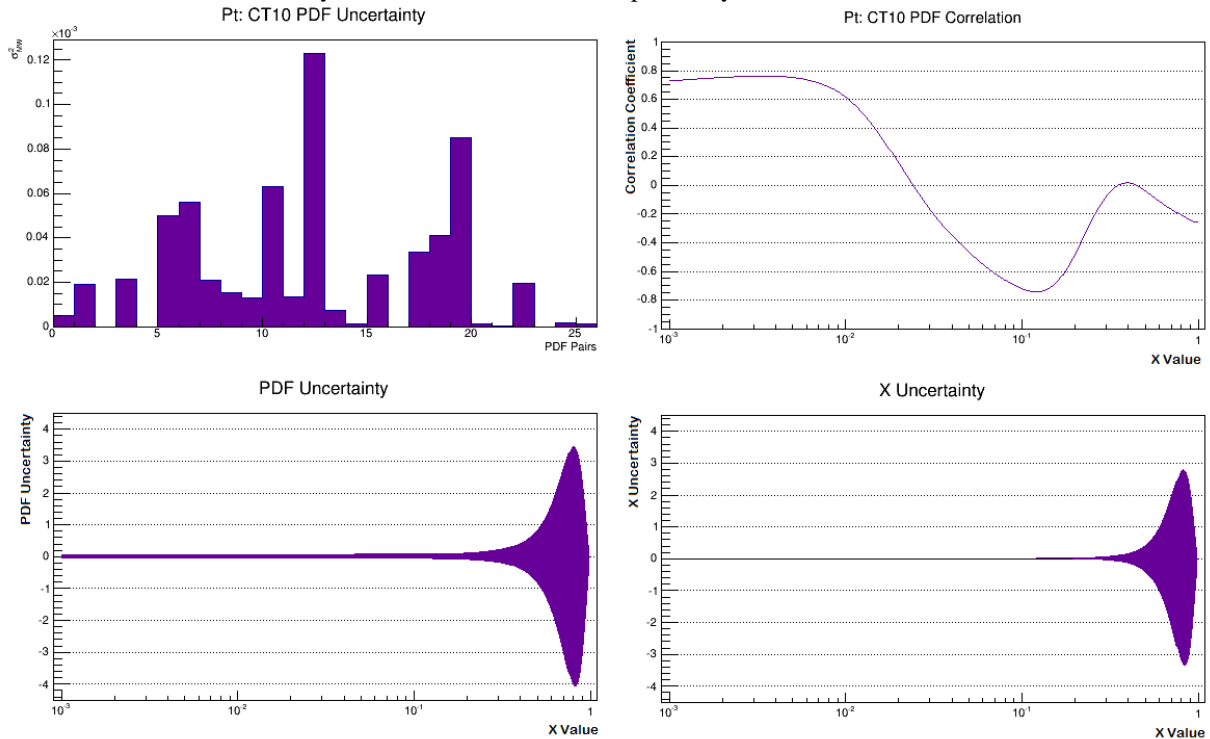 Pt: CT10 PDF Uncertainty
×10⁻³
σ²MW
0.12
0.1
0.08
0.06
0.04
0.02
0
0 5 10 15 20 25
PDF Pairs
Pt: CT10 PDF Correlation
Correlation Coefficient
1
0.8
0.6
0.4
0.2
0
-0.2
-0.4
-0.6
-0.8
-1
10⁻³ 10⁻² 10⁻¹ 1
X Value
PDF Uncertainty
PDF Uncertainty
4
3
2
1
0
-1
-2
-3
-4
10⁻³ 10⁻² 10⁻¹ 1
X Value
X Uncertainty
X Uncertainty
4
3
2
1
0
-1
-2
-3
-4
10⁻³ 10⁻² 10⁻¹ 1
X Value